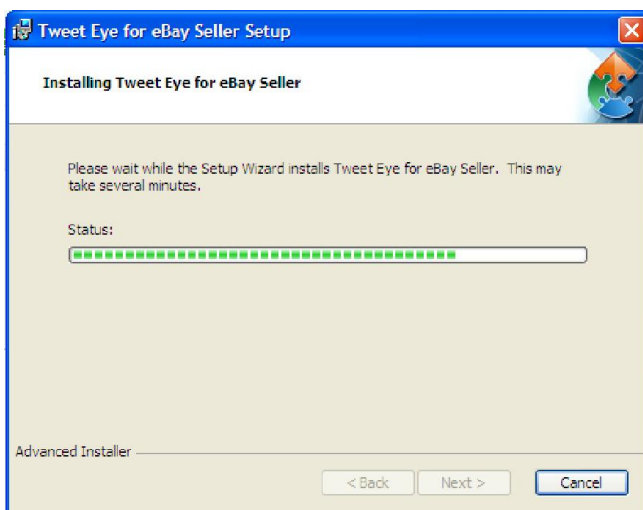 Tweet Eye for eBay Seller Setup
Installing Tweet Eye for eBay Seller
Please wait while the Setup Wizard installs Tweet Eye for eBay Seller. This may
take several minutes.
Status:
Advanced Installer
< Back Next > Cancel